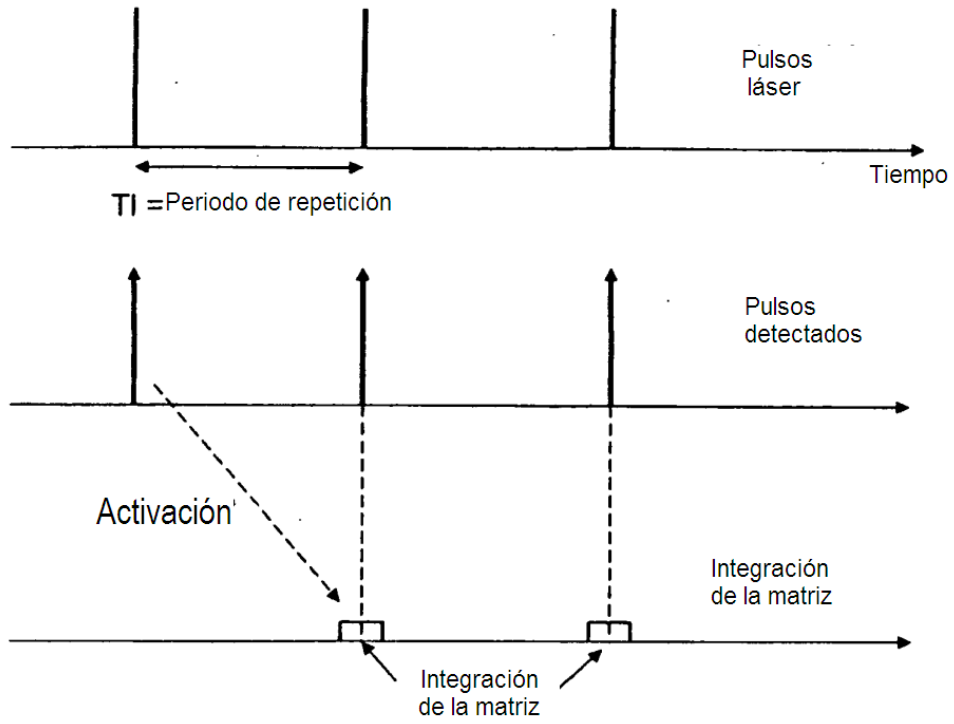 Pulsos
láser
Tiempo
TI =Periodo de repetición
Pulsos
detectados
Activación
Integración
de la matriz
Integración
de la matriz